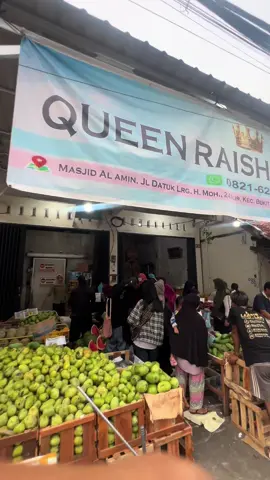 QUEEN RAISH
MASJID AL AMIN, JL DATUK LRG. H. MOH.
0821-62